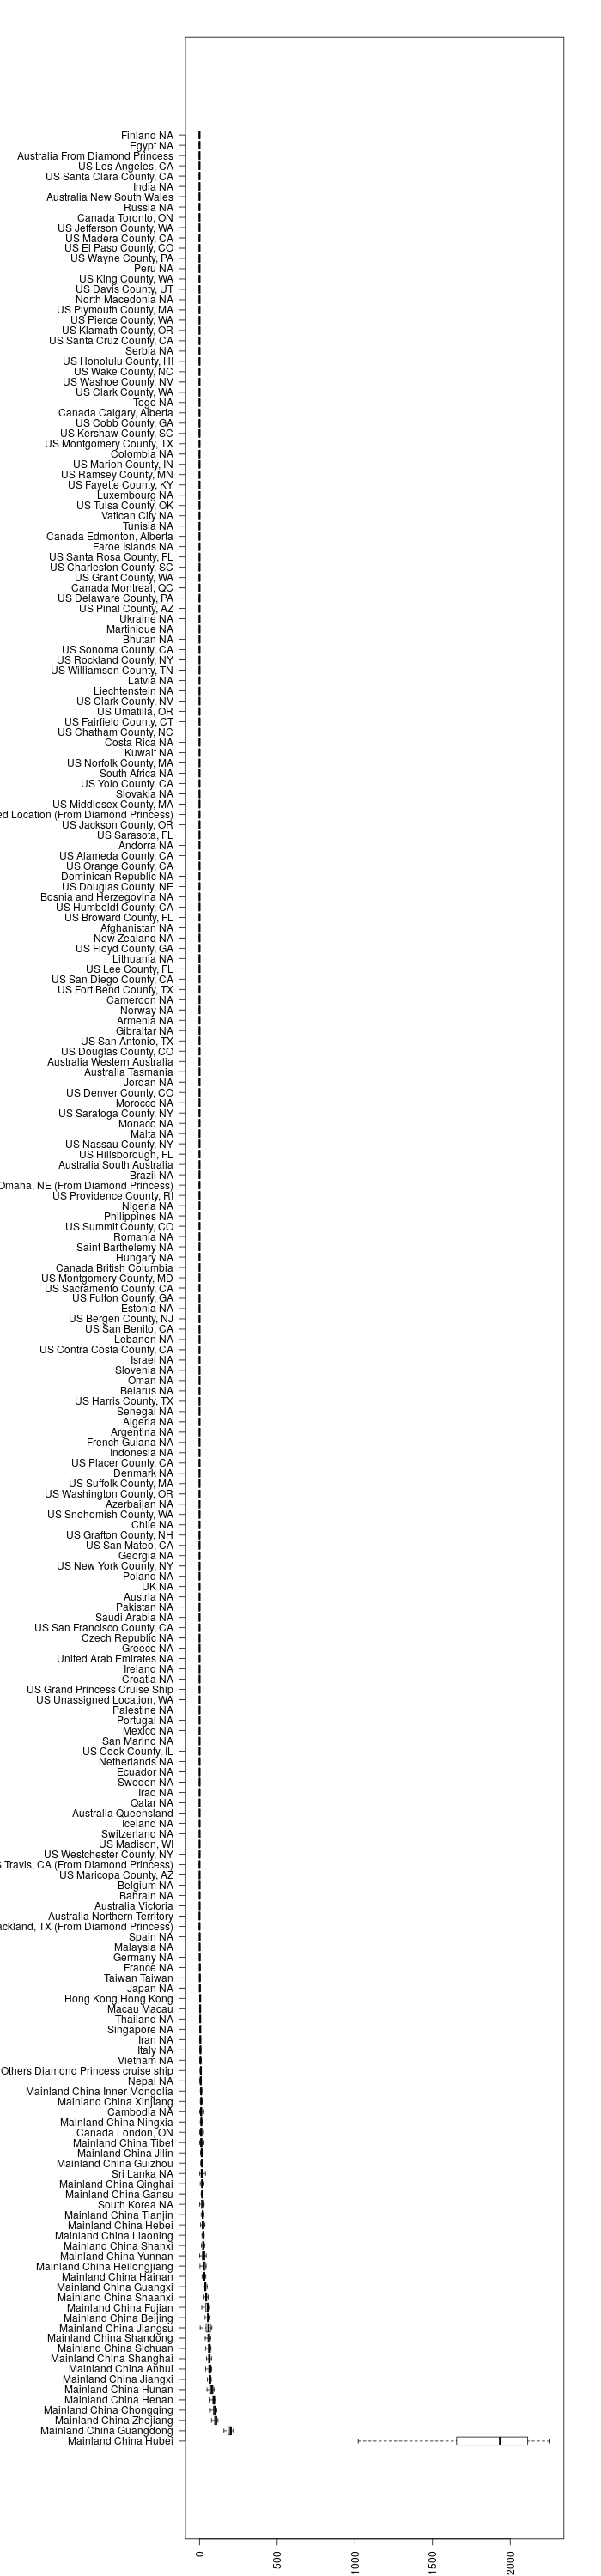 Finland NA
Egypt NA
Australia From Diamond Princess
US Los Angeles, CA
US Santa Clara County, CA
India NA
Australia New South Wales
Russia NA
Canada Toronto, ON
US Jefferson County, WA
US Madera County, CA
US El Paso County, CO
US Wayne County, PA
Peru NA
US King County, WA
US Davis County, UT
North Macedonia NA
US Plymouth County, MA
US Pierce County, WA
US Klamath County, OR
US Santa Cruz County, CA
Serbia NA
US Honolulu County, HI
US Wake County, NC
US Washoe County, NV
US Clark County, WA
Togo NA
Canada Calgary, Alberta
US Cobb County, GA
US Kershaw County, SC
US Montgomery County, TX
Colombia NA
US Marion County, IN
US Ramsey County, MN
US Fayette County, KY
Luxembourg NA
US Tulsa County, OK
Vatican City NA
Tunisia NA
Canada Edmonton, Alberta
Faroe Islands NA
US Santa Rosa County, FL
US Charleston County, SC
US Grant County, WA
Canada Montreal, QC
US Delaware County, PA
US Pinal County, AZ
Ukraine NA
Martinique NA
Bhutan NA
US Sonoma County, CA
US Rockland County, NY
US Williamson County, TN
Latvia NA
Liechtenstein NA
US Clark County, NV
US Umatilla, OR
US Fairfield County, CT
US Chatham County, NC
Costa Rica NA
Kuwait NA
US Norfolk County, MA
South Africa NA
US Yolo County, CA
Slovakia NA
US Middlesex County, MA
ed Location (From Diamond Princess)
US Jackson County, OR
US Sarasota, FL
Andorra NA
US Alameda County, CA
US Orange County, CA
Dominican Republic NA
US Douglas County, NE
Bosnia and Herzegovina NA
US Humboldt County, CA
US Broward County, FL
Afghanistan NA
New Zealand NA
US Floyd County, GA
Lithuania NA
US Lee County, FL
US San Diego County, CA
US Fort Bend County, TX
Cameroon NA
Norway NA
Armenia NA
Gibraltar NA
US San Antonio, TX
US Douglas County, CO
Australia Western Australia
Australia Tasmania
Jordan NA
US Denver County, CO
Morocco NA
US Saratoga County, NY
Monaco NA
Malta NA
US Nassau County, NY
US Hillsborough, FL
Australia South Australia
Brazil NA
Omaha, NE (From Diamond Princess)
US Providence County, RI
Nigeria NA
Philippines NA
US Summit County, CO
Romania NA
Saint Barthelemy NA
Hungary NA
Canada British Columbia
US Montgomery County, MD
US Sacramento County, CA
US Fulton County, GA
Estonia NA
US Bergen County, NJ
US San Benito, CA
Lebanon NA
US Contra Costa County, CA
Israel NA
Slovenia NA
Oman NA
Belarus NA
US Harris County, TX
Senegal NA
Algeria NA
Argentina NA
French Guiana NA
Indonesia NA
US Placer County, CA
Denmark NA
US Suffolk County, MA
US Washington County, OR
Azerbaijan NA
US Snohomish County, WA
Chile NA
US Grafton County, NH
US San Mateo, CA
Georgia NA
US New York County, NY
Poland NA
UK NA
Austria NA
Pakistan NA
Saudi Arabia NA
US San Francisco County, CA
Czech Republic NA
Greece NA
United Arab Emirates NA
Ireland NA
Croatia NA
US Grand Princess Cruise Ship
US Unassigned Location, WA
Palestine NA
Portugal NA
Mexico NA
San Marino NA
US Cook County, IL
Netherlands NA
Ecuador NA
Sweden NA
Iraq NA
Qatar NA
Australia Queensland
Iceland NA
Switzerland NA
US Madison, WI
US Westchester County, NY
S Travis, CA (From Diamond Princess)
US Maricopa County, AZ
Belgium NA
Bahrain NA
Australia Victoria
Australia Northern Territory
ackland, TX (From Diamond Princess)
Spain NA
Malaysia NA
Germany NA
France NA
Taiwan Taiwan
Japan NA
Hong Kong Hong Kong
Macau Macau
Thailand NA
Singapore NA
Iran NA
Italy NA
Vietnam NA
Others Diamond Princess cruise ship
Nepal NA
Mainland China Inner Mongolia
Mainland China Xinjiang
Cambodia NA
Mainland China Ningxia
Canada London, ON
Mainland China Tibet
Mainland China Jilin
Mainland China Guizhou
Sri Lanka NA
Mainland China Qinghai
Mainland China Gansu
South Korea NA
Mainland China Tianjin
Mainland China Hebei
Mainland China Liaoning
Mainland China Shanxi
Mainland China Yunnan
Mainland China Heilongjiang
Mainland China Hainan
Mainland China Guangxi
Mainland China Shaanxi
Mainland China Fujian
Mainland China Beijing
Mainland China Jiangsu
Mainland China Shandong
Mainland China Sichuan
Mainland China Shanghai
Mainland China Anhui
Mainland China Jiangxi
Mainland China Hunan
Mainland China Henan
Mainland China Chongqing
Mainland China Zhejiang
Mainland China Guangdong
Mainland China Hubei
0
500
1000
1500
2000